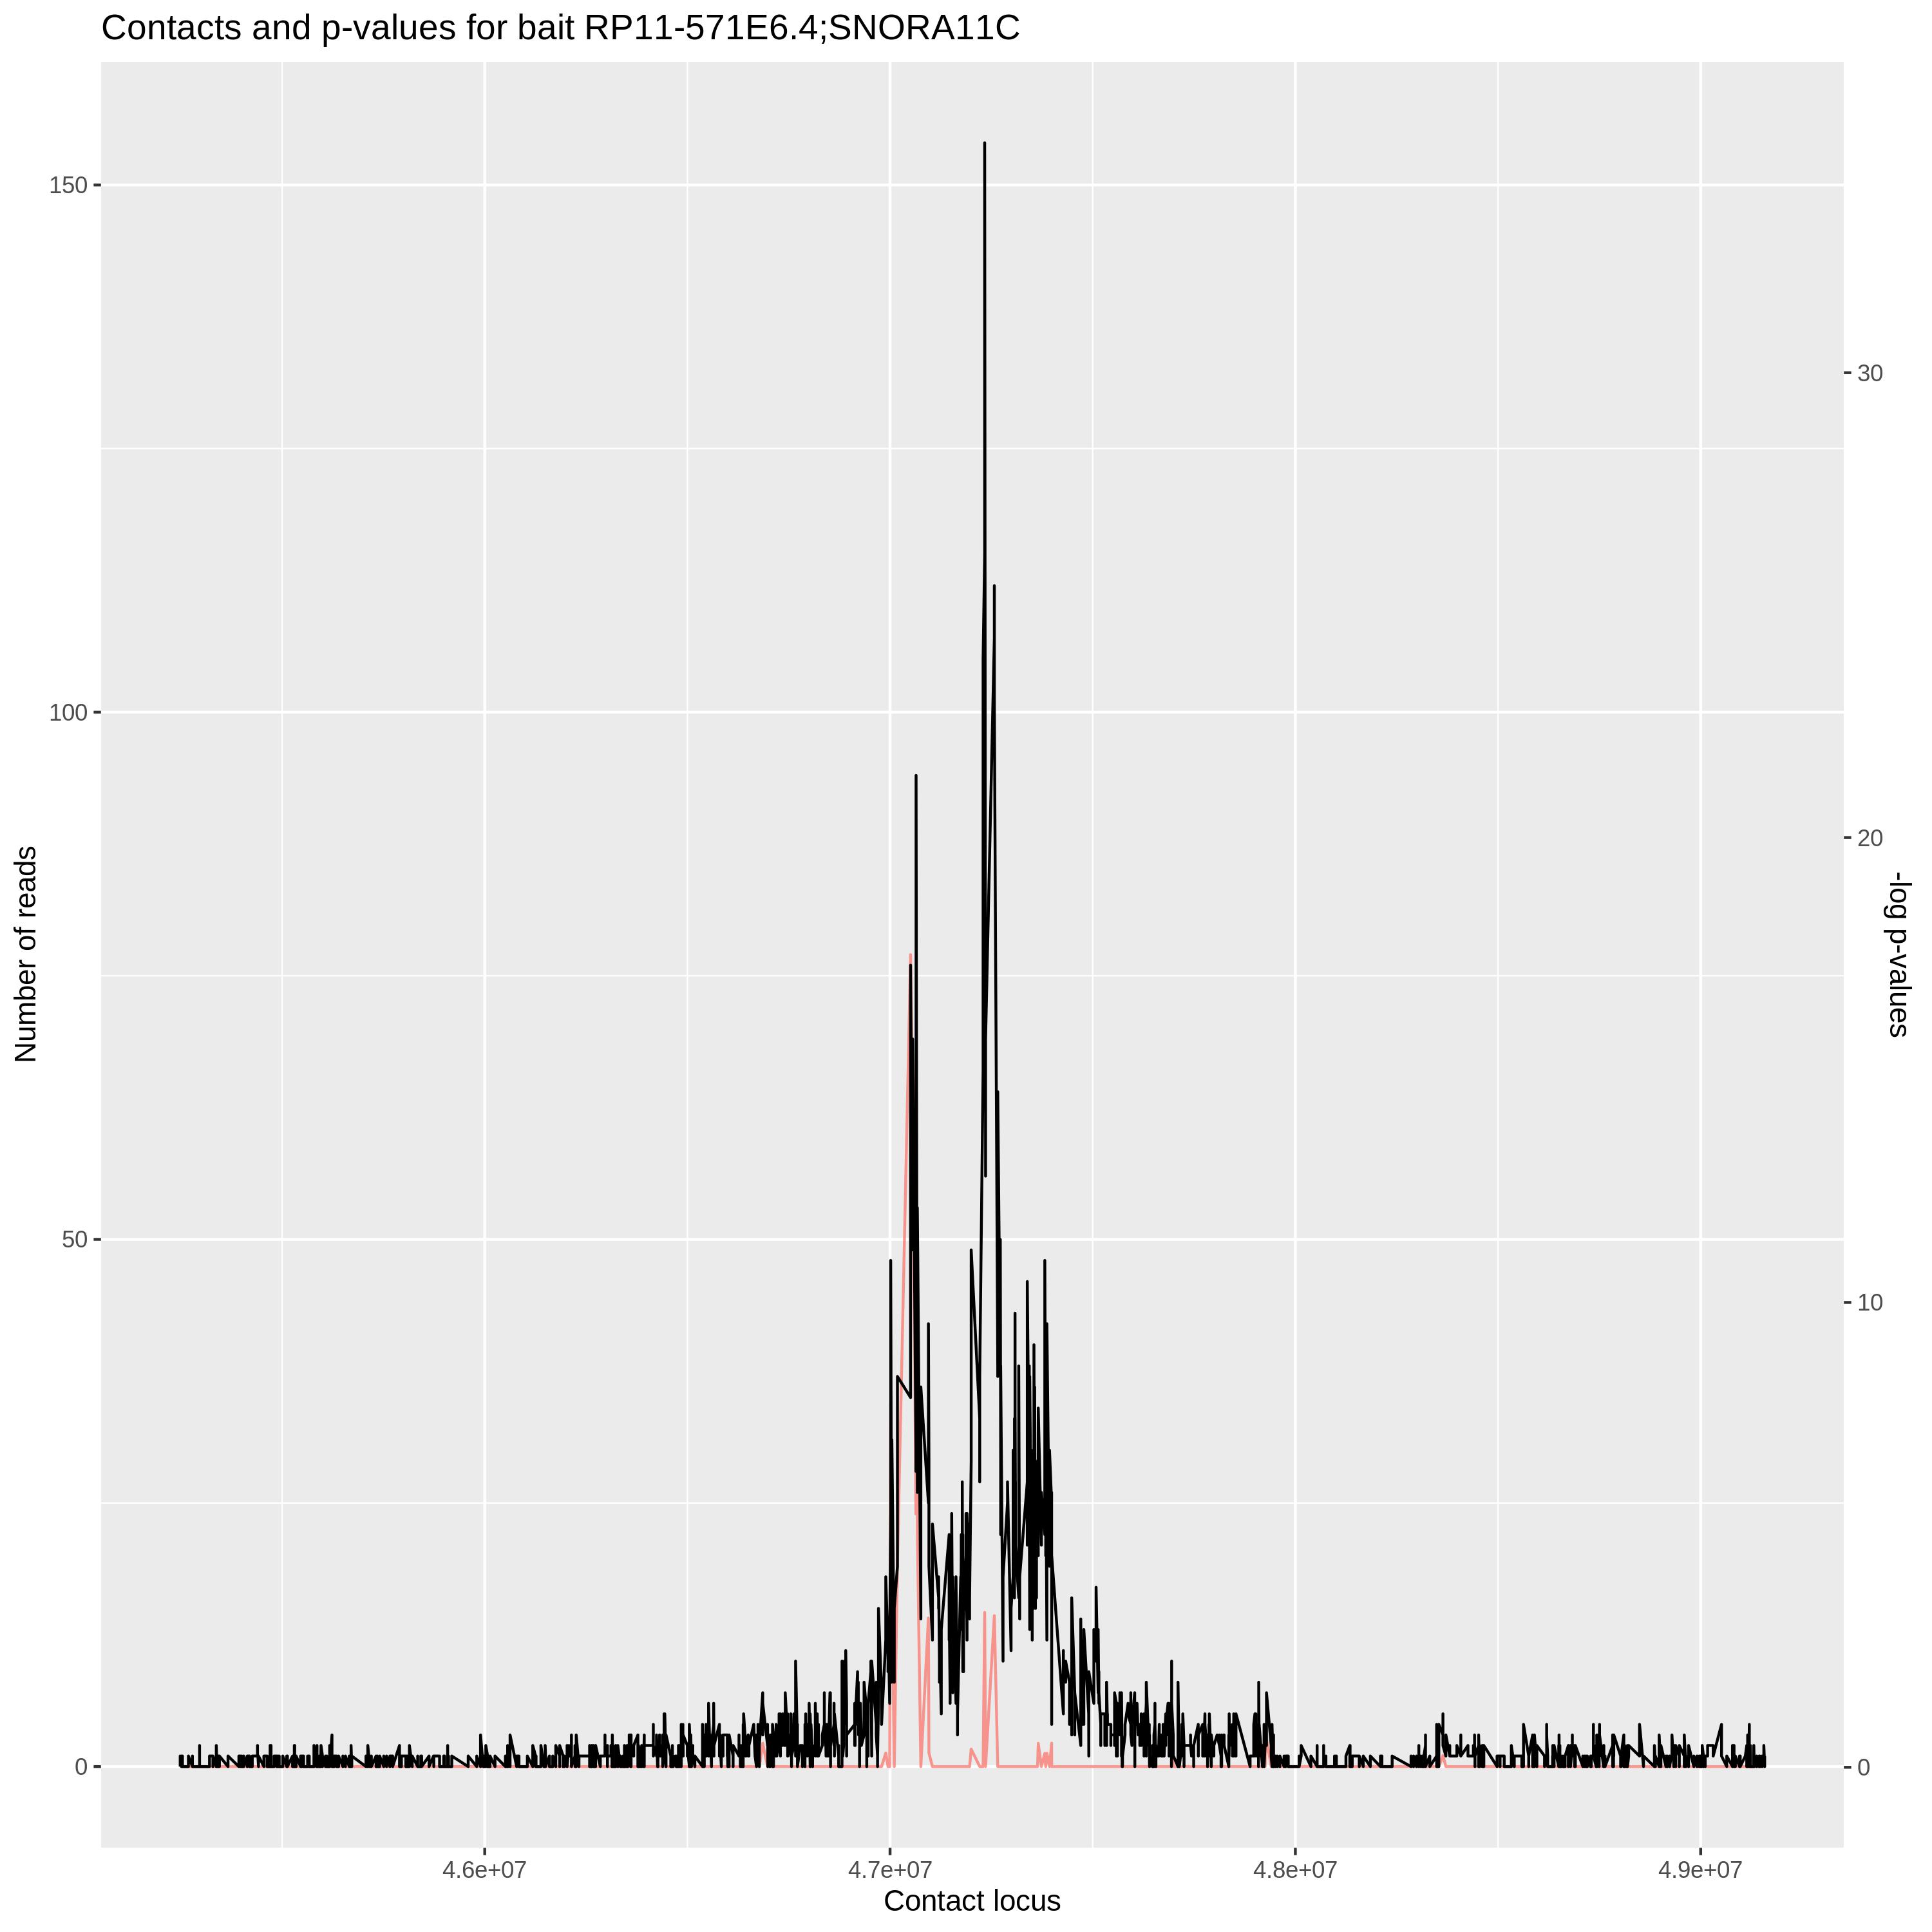 Contacts and p-values for bait RP11-571E6.4;SNORA11C
150
100
50
0
Number of reads
30
20
10
0
-log p-values
4.6e+07
4.7e+07
4.8e+07
4.9e+07
Contact locus